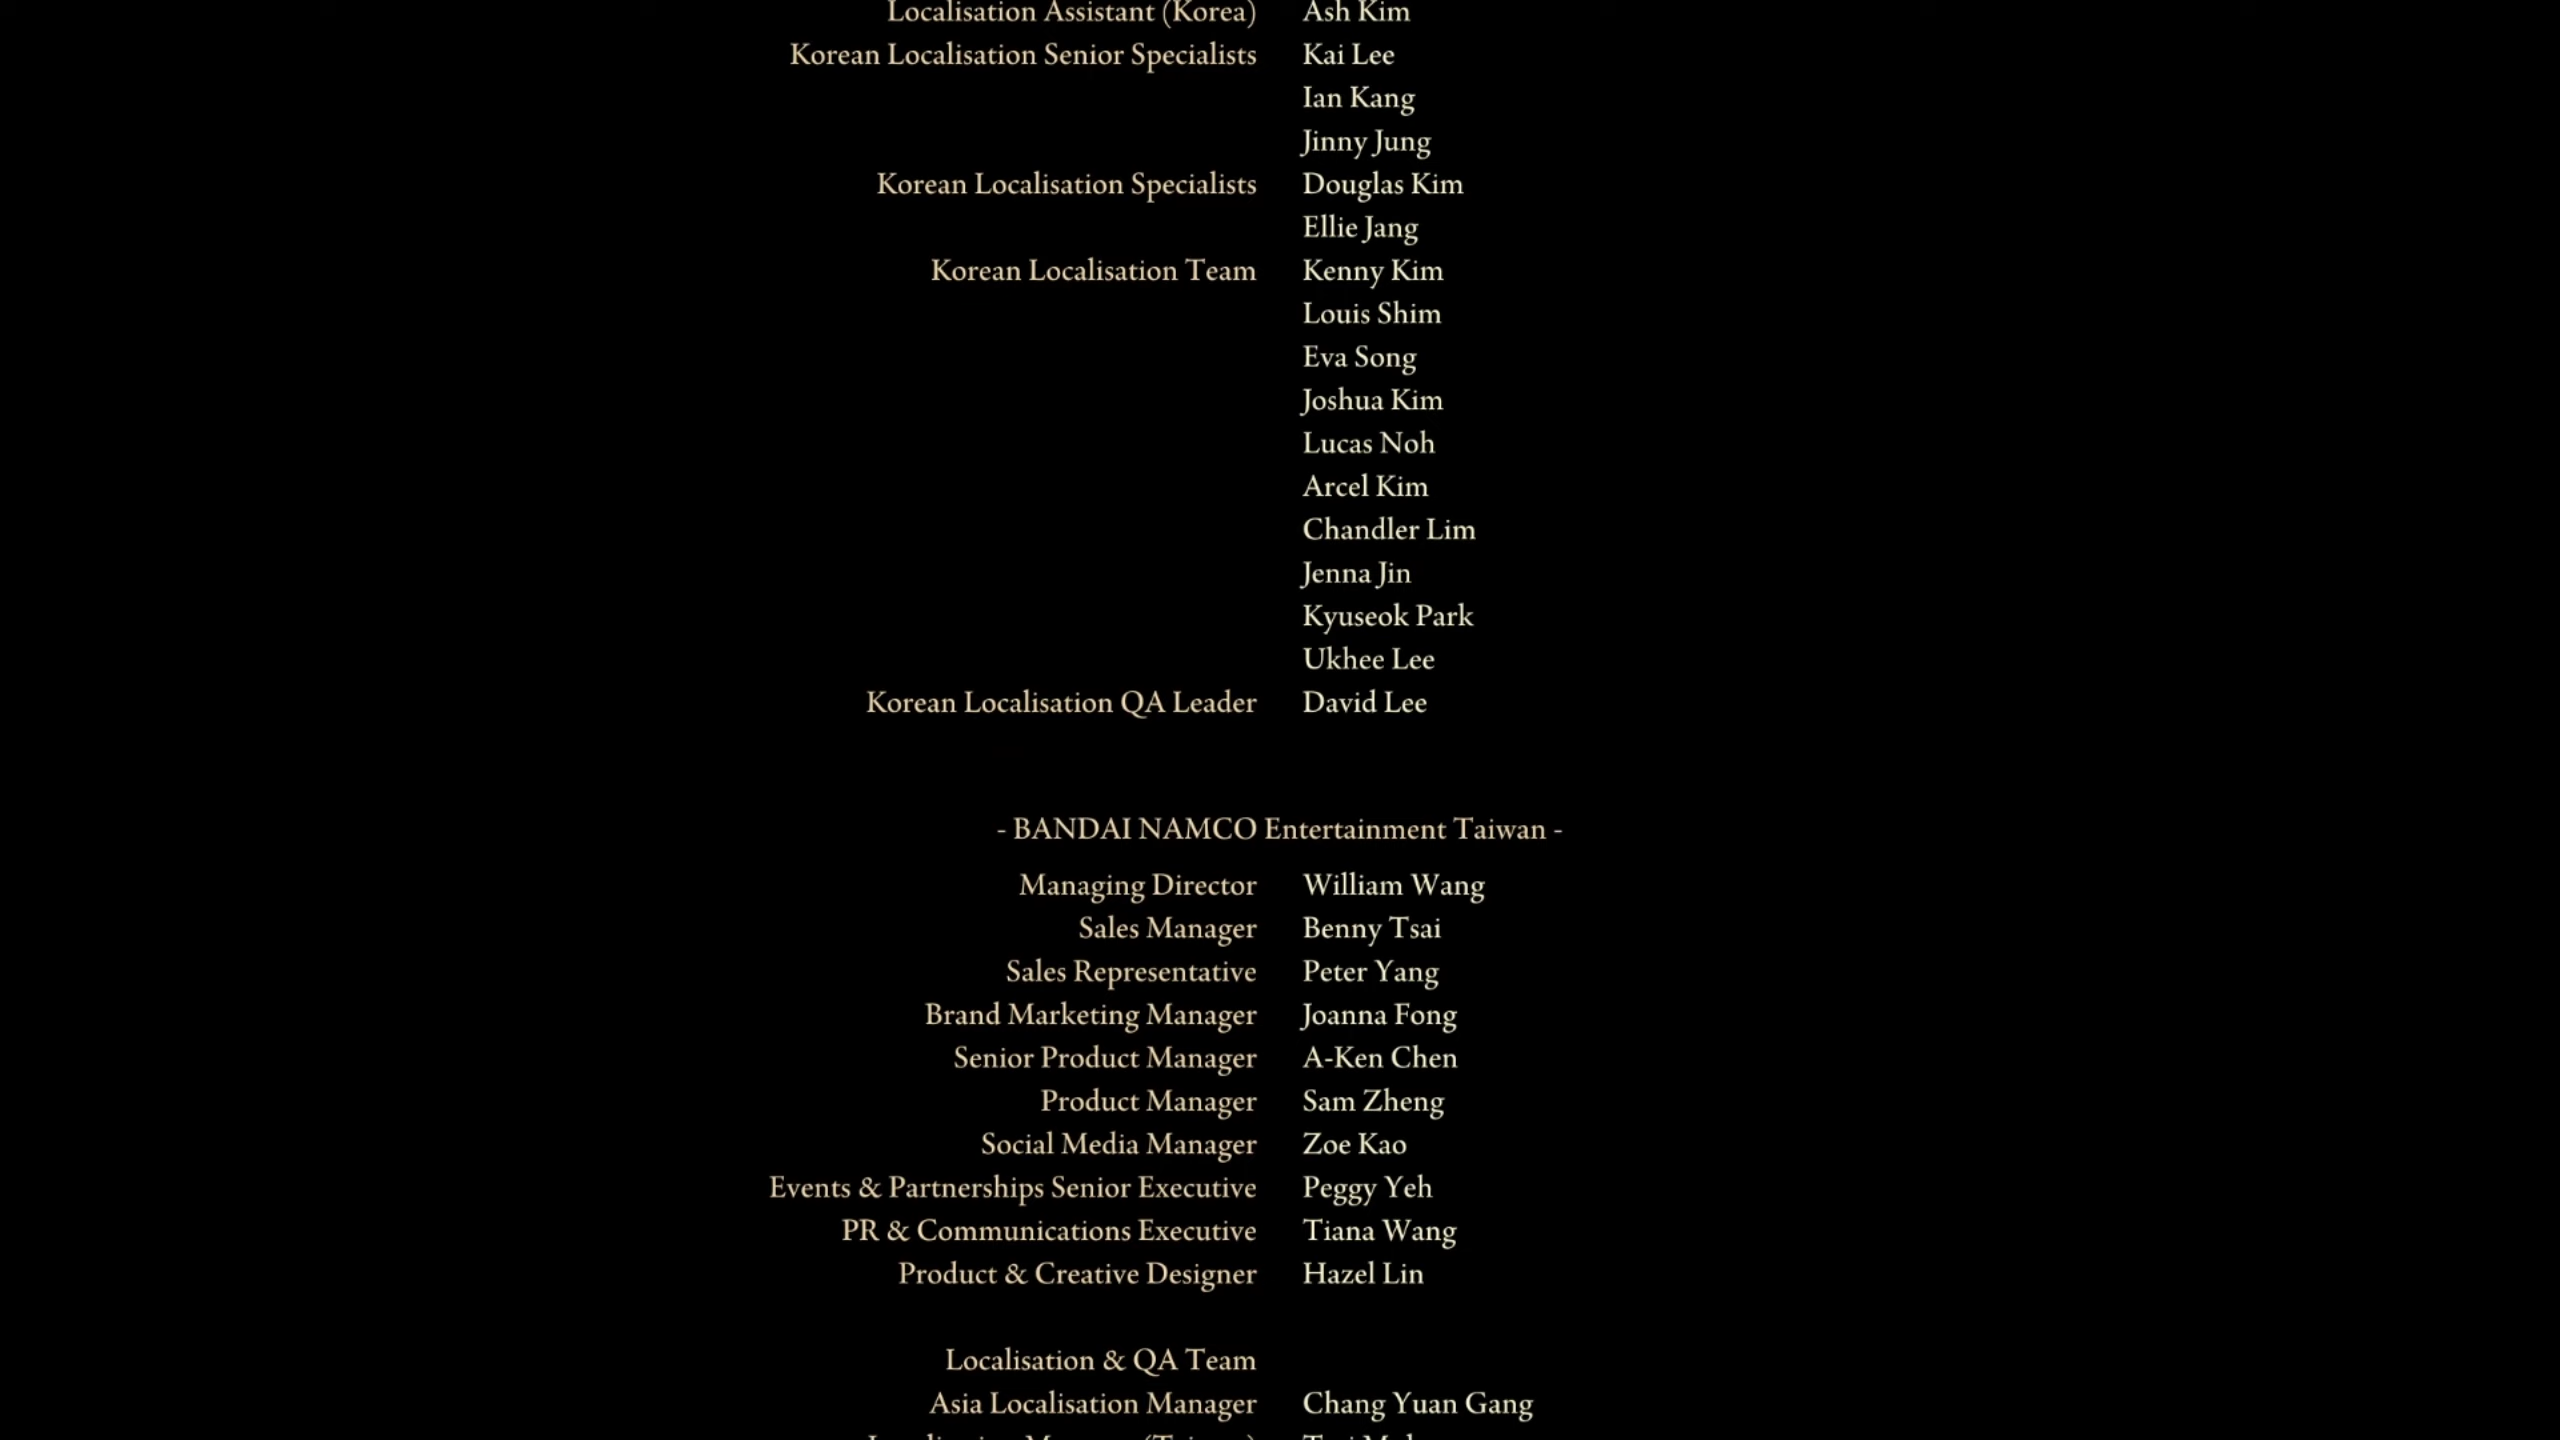 Localisation Assistant (Korea) Ash Kim
Korean Localisation Senior Specialists Kai Lee
Ian Kang
Jinny Jung
Korean Localisation Specialists Douglas Kim
Ellie Jang
Korean Localisation Team Kenny Kim
Louis Shim
Eva Song
Joshua Kim
Lucas Noh
Arcel Kim
Chandler Lim
Jenna Jin
Kyuseok Park
Ukhee Lee
Korean Localisation QA Leader David Lee
- BANDAI NAMCO Entertainment Taiwan -
Managing Director William Wang
Sales Manager Benny Tsai
Sales Representative Peter Yang
Brand Marketing Manager Joanna Fong
Senior Product Manager A-Ken Chen
Product Manager Sam Zheng
Social Media Manager Zoe Kao
Events & Partnerships Senior Executive Peggy Yeh
PR & Communications Executive Tiana Wang
Product & Creative Designer Hazel Lin
Localisation & QA Team
Asia Localisation Manager Chang Yuan Gang